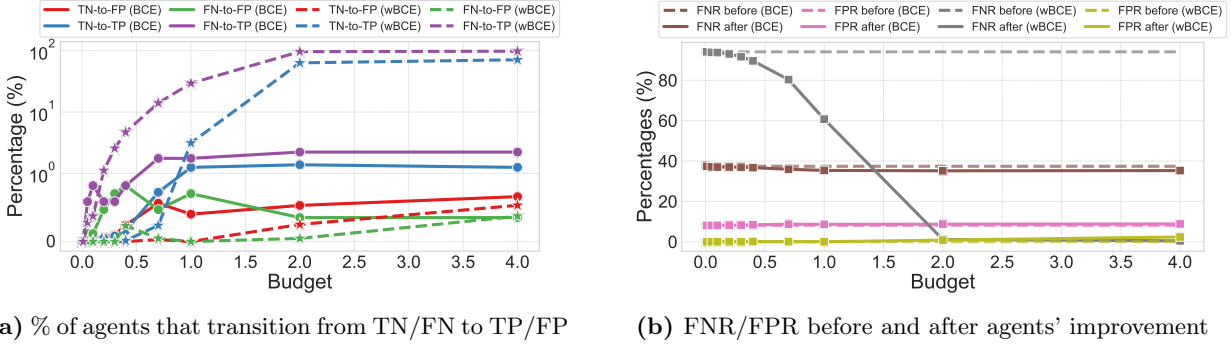 TN-to-FP (BCE) FN-to-FP (BCE) TN-to-FP (wBCE) FN-to-FP (wBCE)
TN-to-TP (BCE) FN-to-TP (BCE) TN-to-TP (wBCE) FN-to-TP (wBCE)
Percentage (%)
10^2
10^1
10^0
0
0.0 0.5 1.0 1.5 2.0 2.5 3.0 3.5 4.0
Budget
a) % of agents that transition from TN/FN to TP/FP
FNR before (BCE) FPR before (BCE) FNR before (wBCE) FPR before (wBCE)
FNR after (BCE) FPR after (BCE) FNR after (wBCE) FPR after (wBCE)
Percentages (%)
80
60
40
20
0
0.0 0.5 1.0 1.5 2.0 2.5 3.0 3.5 4.0
Budget
(b) FNR/FPR before and after agents' improvement